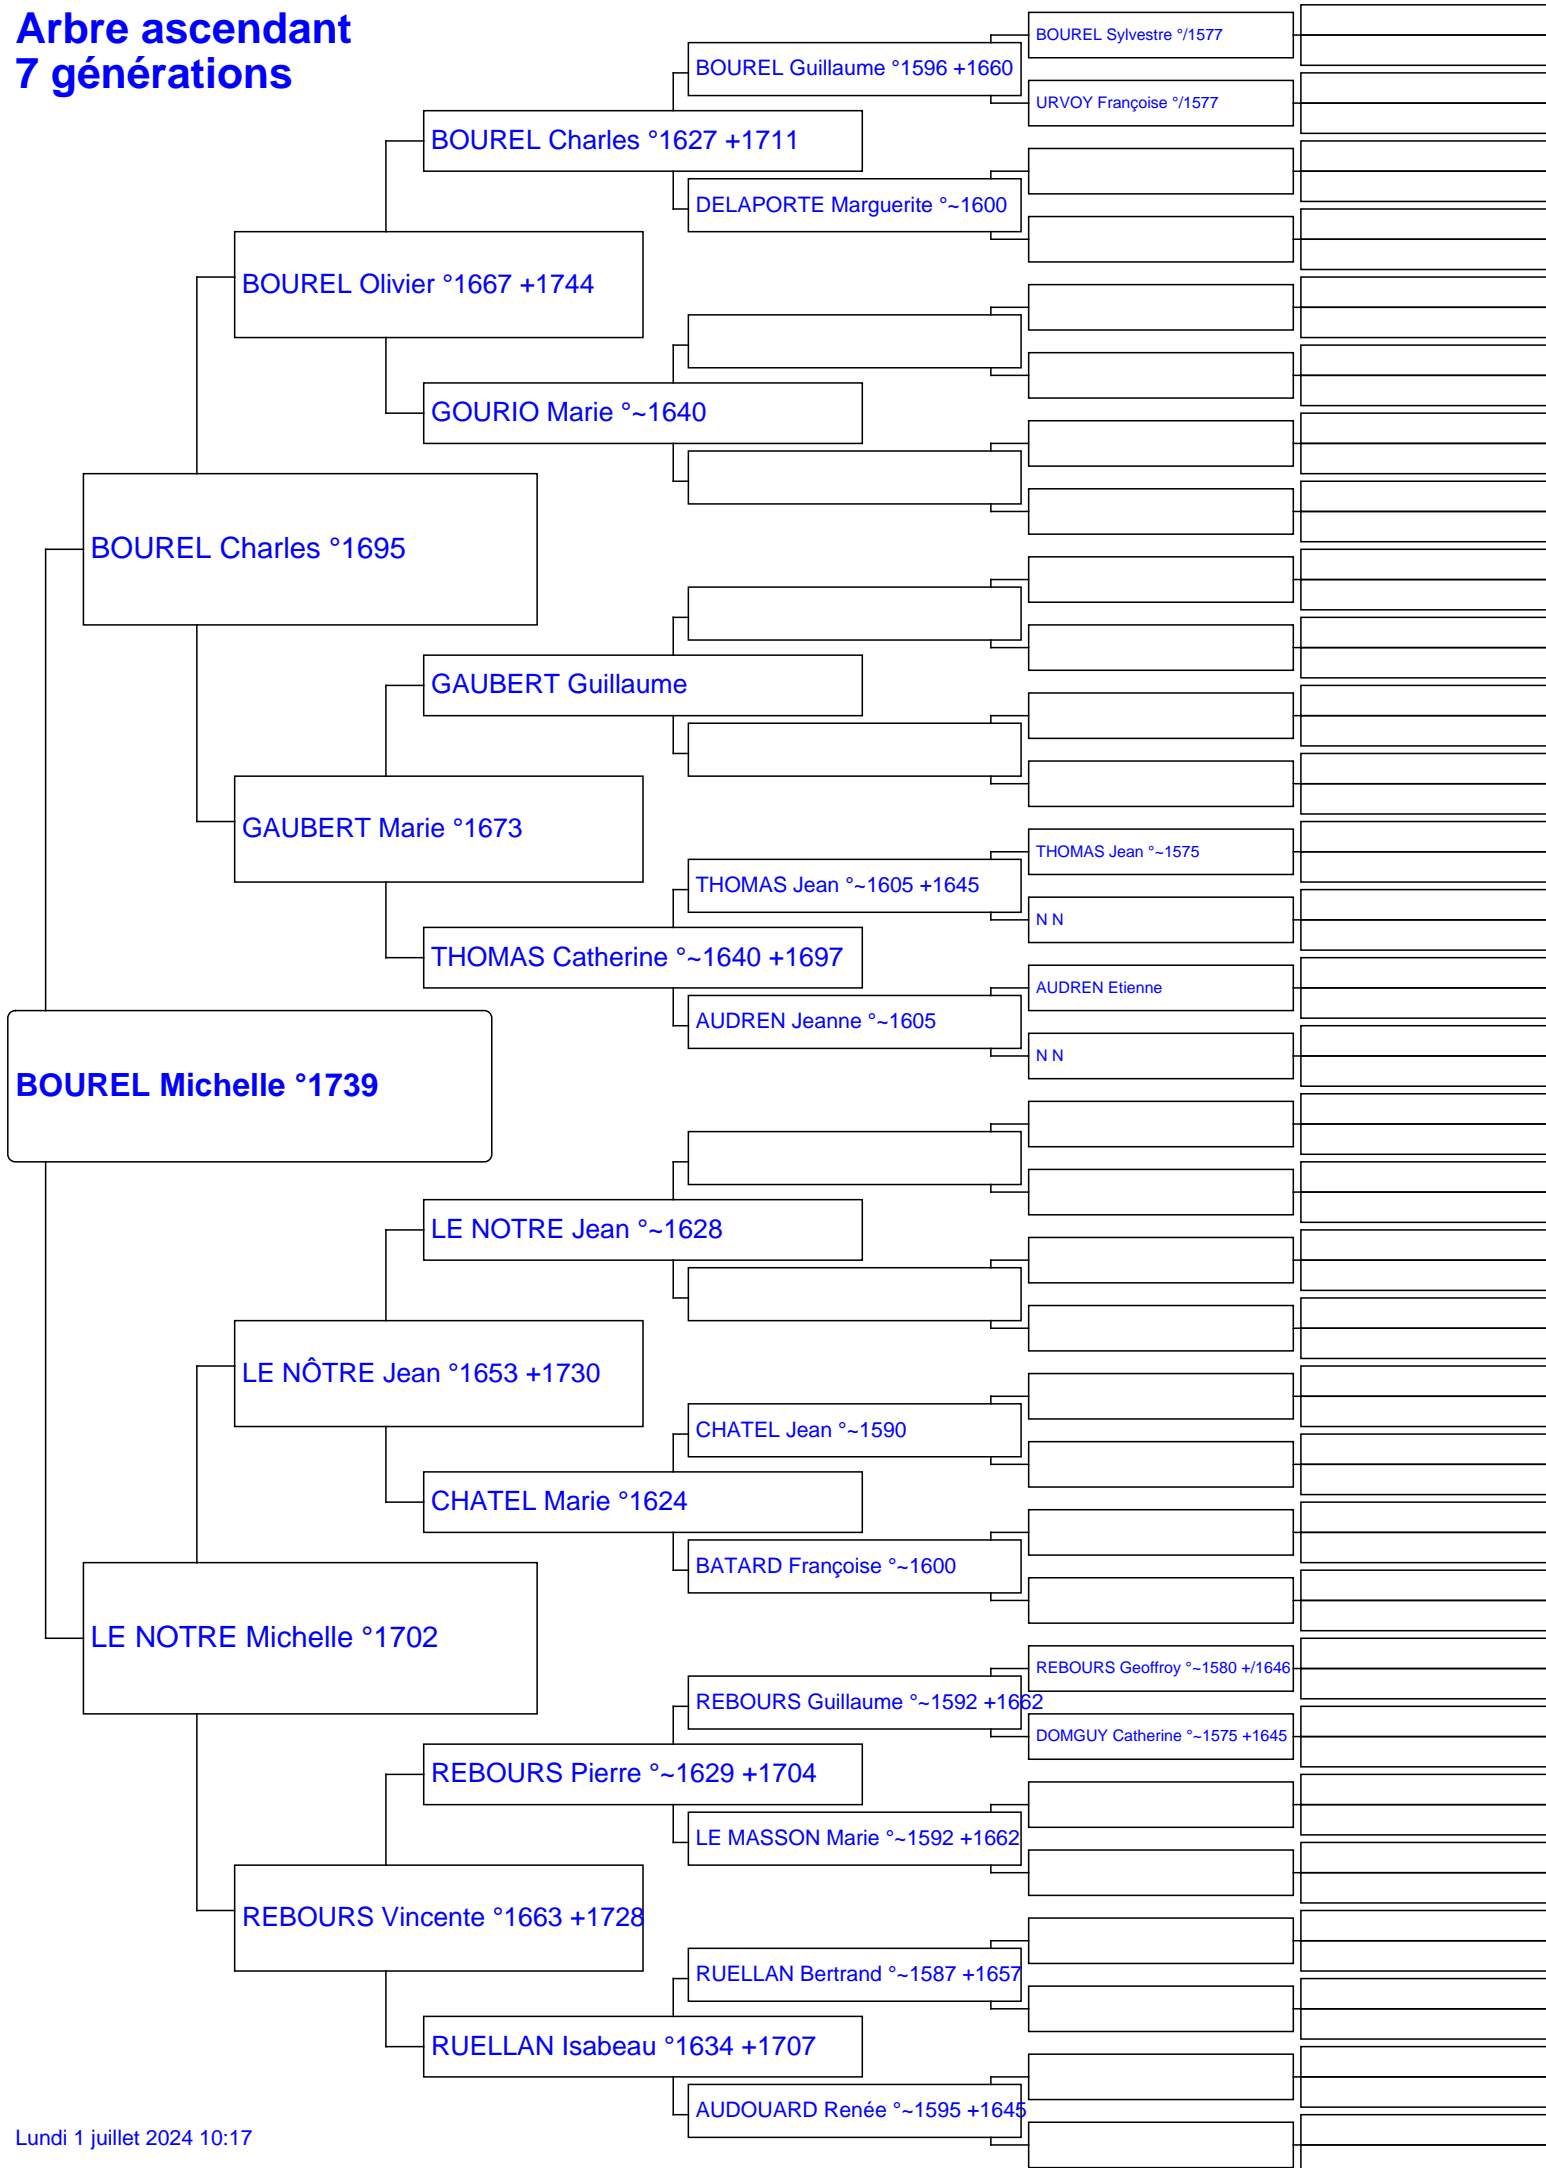 Arbre ascendant
7 générations
BOUREL Sylvestre °/1577
BOUREL Guillaume °1596 +1660
URVOY Françoise °/1577
BOUREL Charles °1627 +1711
DELAPORTE Marguerite °~1600
BOUREL Olivier °1667 +1744
GOURIO Marie °~1640
BOUREL Charles °1695
GAUBERT Guillaume
GAUBERT Marie °1673
THOMAS Jean °~1575
THOMAS Jean °~1605 +1645
N N
THOMAS Catherine °~1640 +1697
AUDREN Etienne
AUDREN Jeanne °~1605
N N
BOUREL Michelle °1739
LE NOTRE Jean °~1628
LE NÔTRE Jean °1653 +1730
CHATEL Jean °~1590
CHATEL Marie °1624
BATARD Françoise °~1600
LE NOTRE Michelle °1702
REBOURS Geoffroy °~1580 +/1646
REBOURS Guillaume °~1592 +1662
DOMGUY Catherine °~1575 +1645
REBOURS Pierre °~1629 +1704
LE MASSON Marie °~1592 +1662
REBOURS Vincente °1663 +1728
RUELLAN Bertrand °~1587 +1657
RUELLAN Isabeau °1634 +1707
AUDOUARD Renée °~1595 +1645
Lundi 1 juillet 2024 10:17